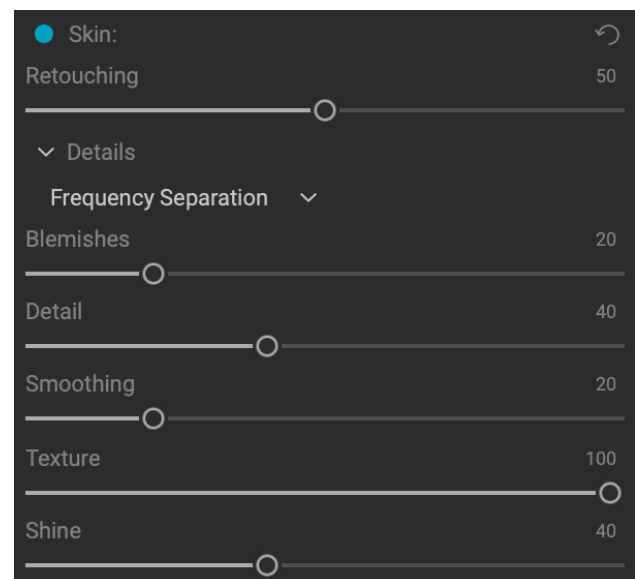 Skin:
Retouching 50
Details
Frequency Separation
Blemishes 20
Detail 40
Smoothing 20
Texture 100
Shine 40